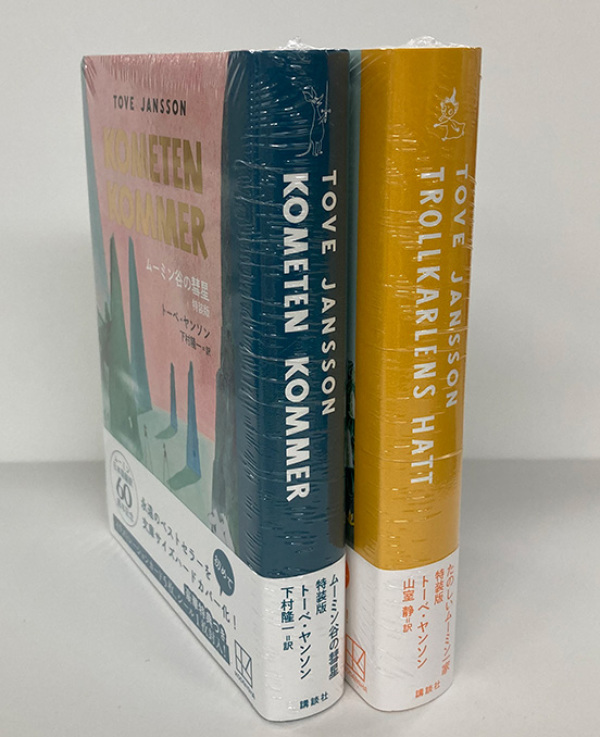 TOVE JANSSON
KOMETEN
KOMMER
ムーミン谷の彗星
特装版
トーベ・ヤンソン
下村隆一・訳
60
初めて
永遠のベストセラーを
気集サイズハードカバー化!
TOVE JANSSON
KOMETEN KOMMER
ムーミン谷の彗星
特装版
トーベ・ヤンソン
下村隆一=訳
講談社
TOVE JANSSON
TROLLKARLENS HATT
たのしいムーミン一家
特装版
トーベ・ヤンソン
山室 静=訳
講談社